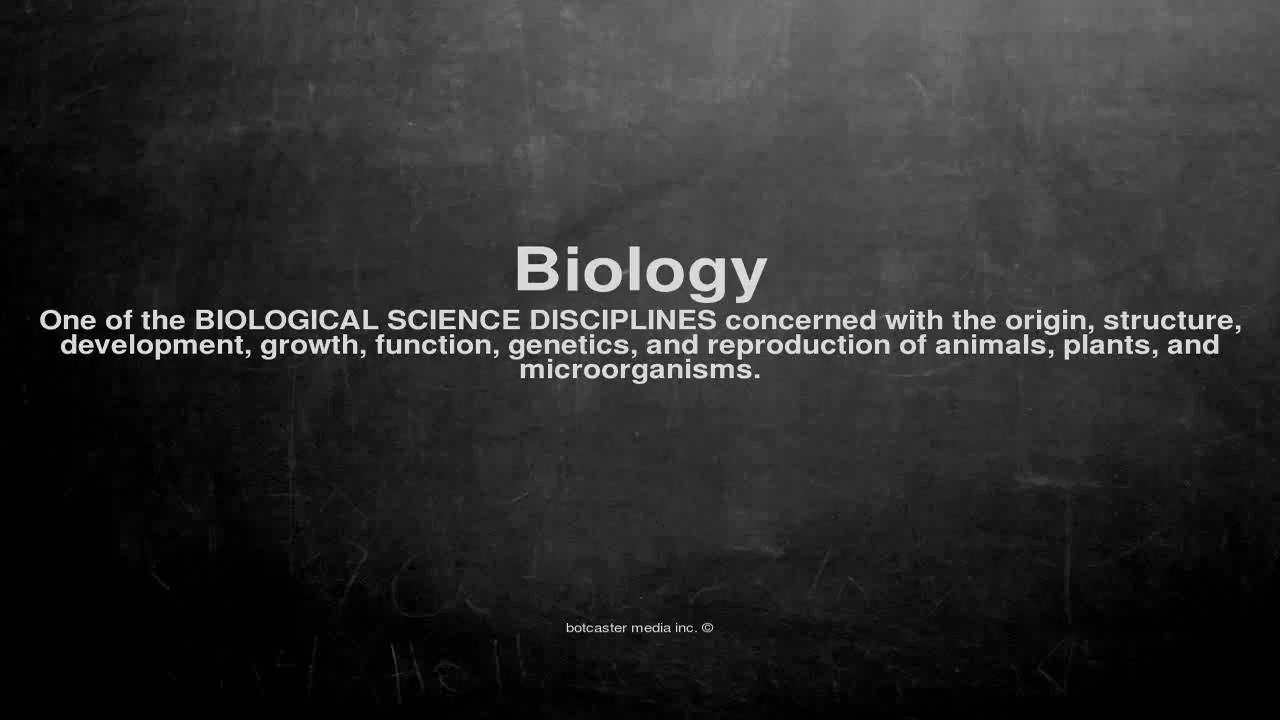 Biology
One of the BIOLOGICAL SCIENCE DISCIPLINES concerned with the origin, structure,
development, growth, function, genetics, and reproduction of animals, plants, and
microorganisms.
botcaster media inc. ©